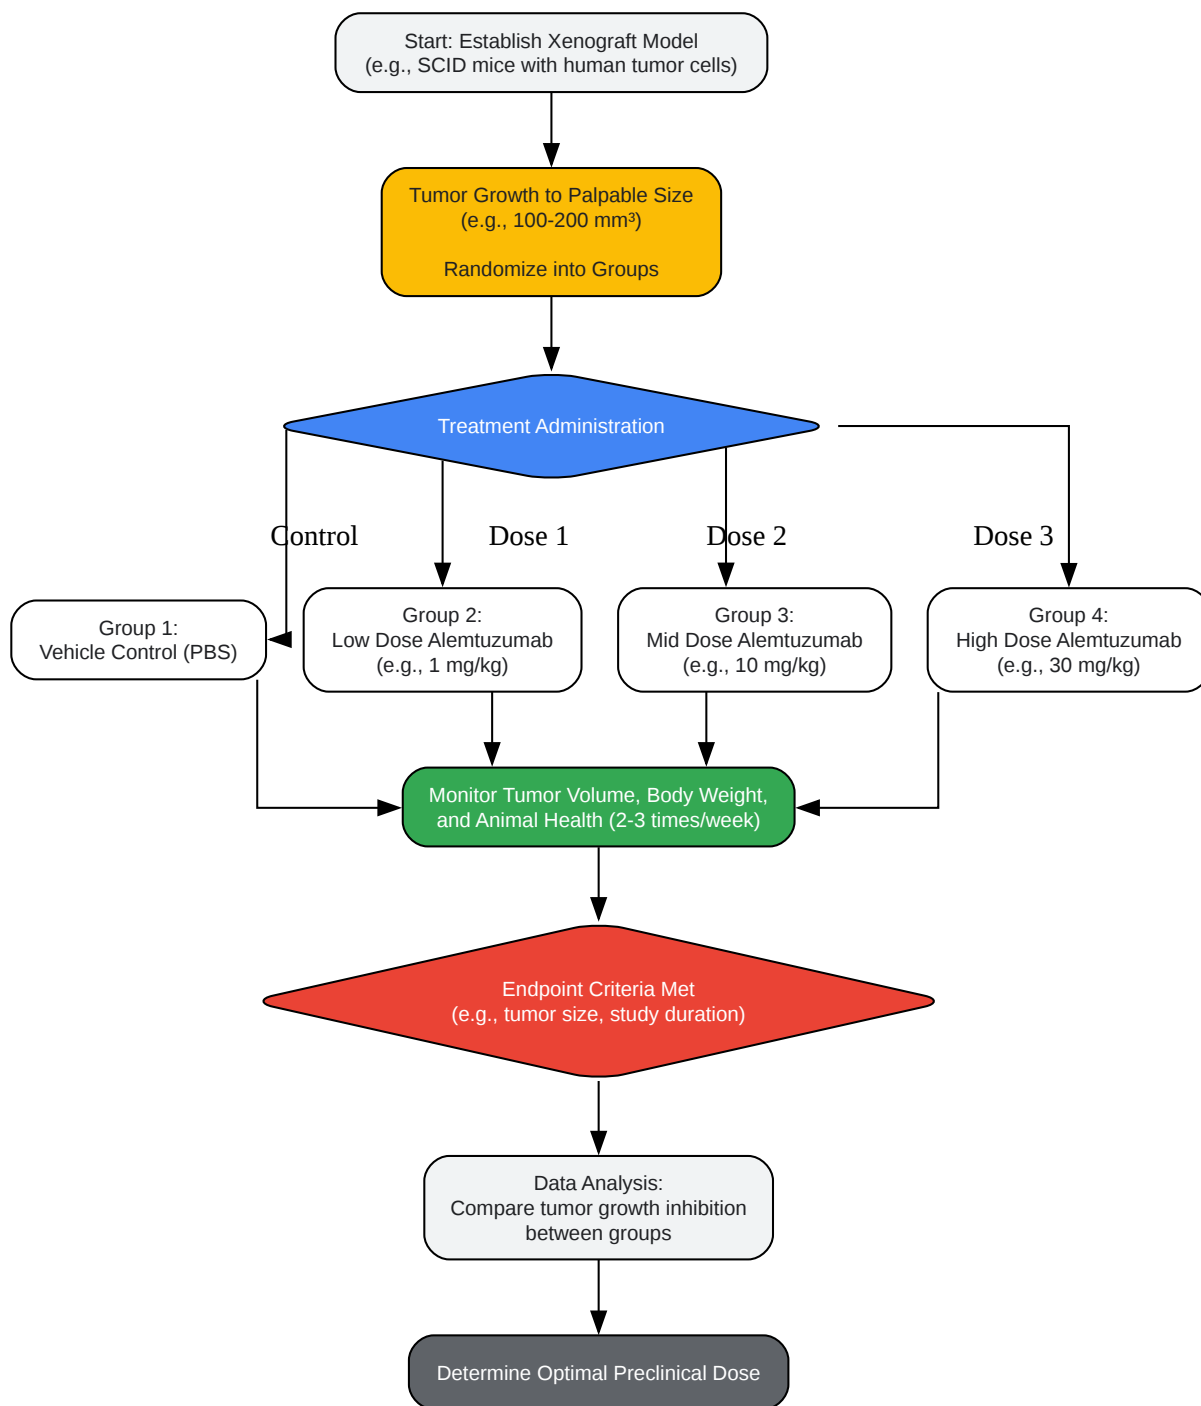 Start: Establish Xenograft Model
(e.g., SCID mice with human tumor cells)
Tumor Growth to Palpable Size
(e.g., 100-200 mm³)
Randomize into Groups
Treatment Administration
Control
Dose 1
Dose 2
Dose 3
Group 1:
Vehicle Control (PBS)
Group 2:
Low Dose Alemtuzumab
(e.g., 1 mg/kg)
Group 3:
Mid Dose Alemtuzumab
(e.g., 10 mg/kg)
Group 4:
High Dose Alemtuzumab
(e.g., 30 mg/kg)
Monitor Tumor Volume, Body Weight,
and Animal Health (2-3 times/week)
Endpoint Criteria Met
(e.g., tumor size, study duration)
Data Analysis:
Compare tumor growth inhibition
between groups
Determine Optimal Preclinical Dose